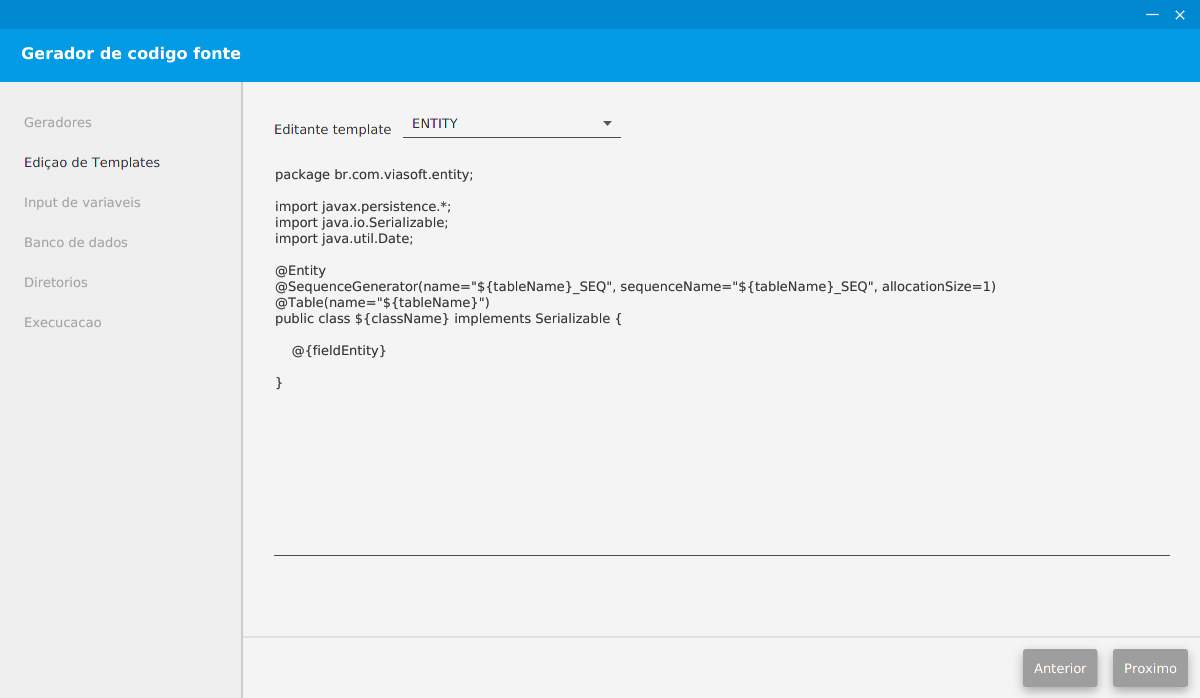 Gerador de codigo fonte
Geradores
Ediçao de Templates
Input de variaveis
Banco de dados
Diretorios
Execucacao
Editante template ENTITY
package br.com.viasoft.entity;
import javax.persistence.*;
import java.io.Serializable;
import java.util.Date;
@Entity
@SequenceGenerator(name="${tableName}_SEQ", sequenceName="${tableName}_SEQ", allocationSize=1)
@Table(name="${tableName}")
public class ${className} implements Serializable {
@{fieldEntity}
}
Anterior Proximo